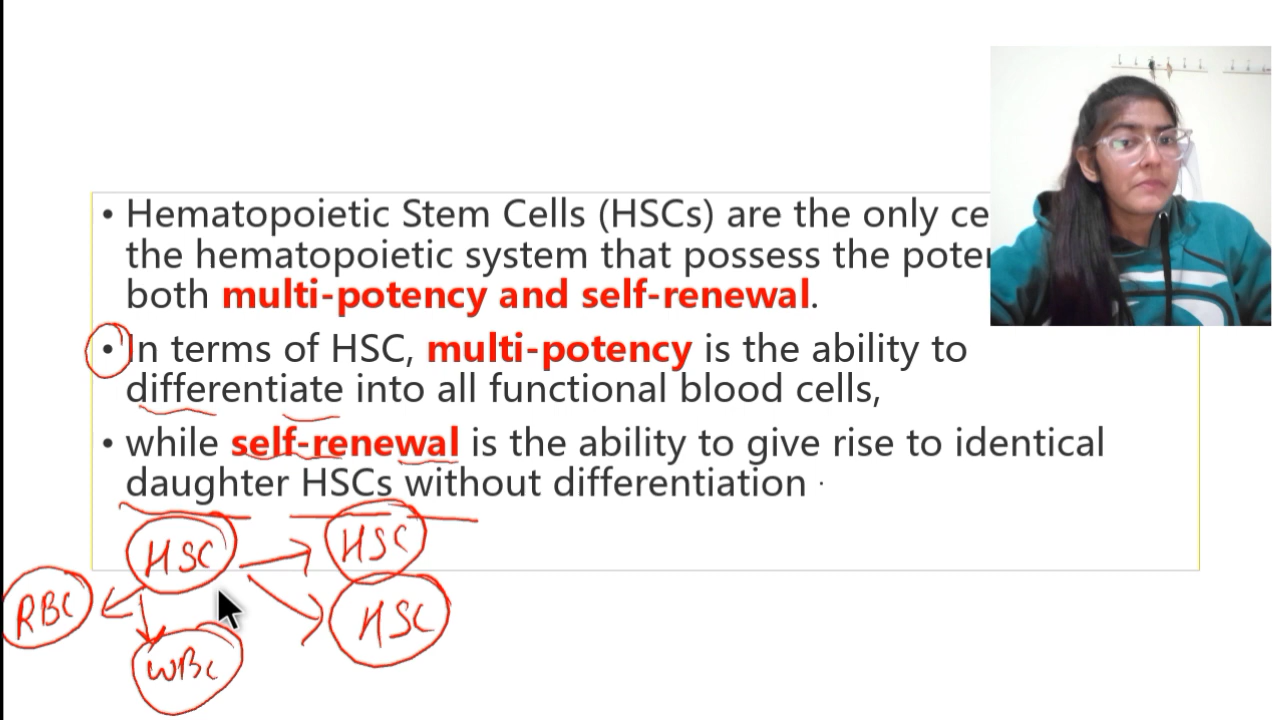 • Hematopoietic Stem Cells (HSCs) are the only
the hematopoietic system that possess the
both multi-potency and self-renewal.
• In terms of HSC, multi-potency is the ability to
differentiate into all functional blood cells,
• while self-renewal is the ability to give rise to identical
daughter HSCs without differentiation
HSC
HSC
RBC
HSC
WBC